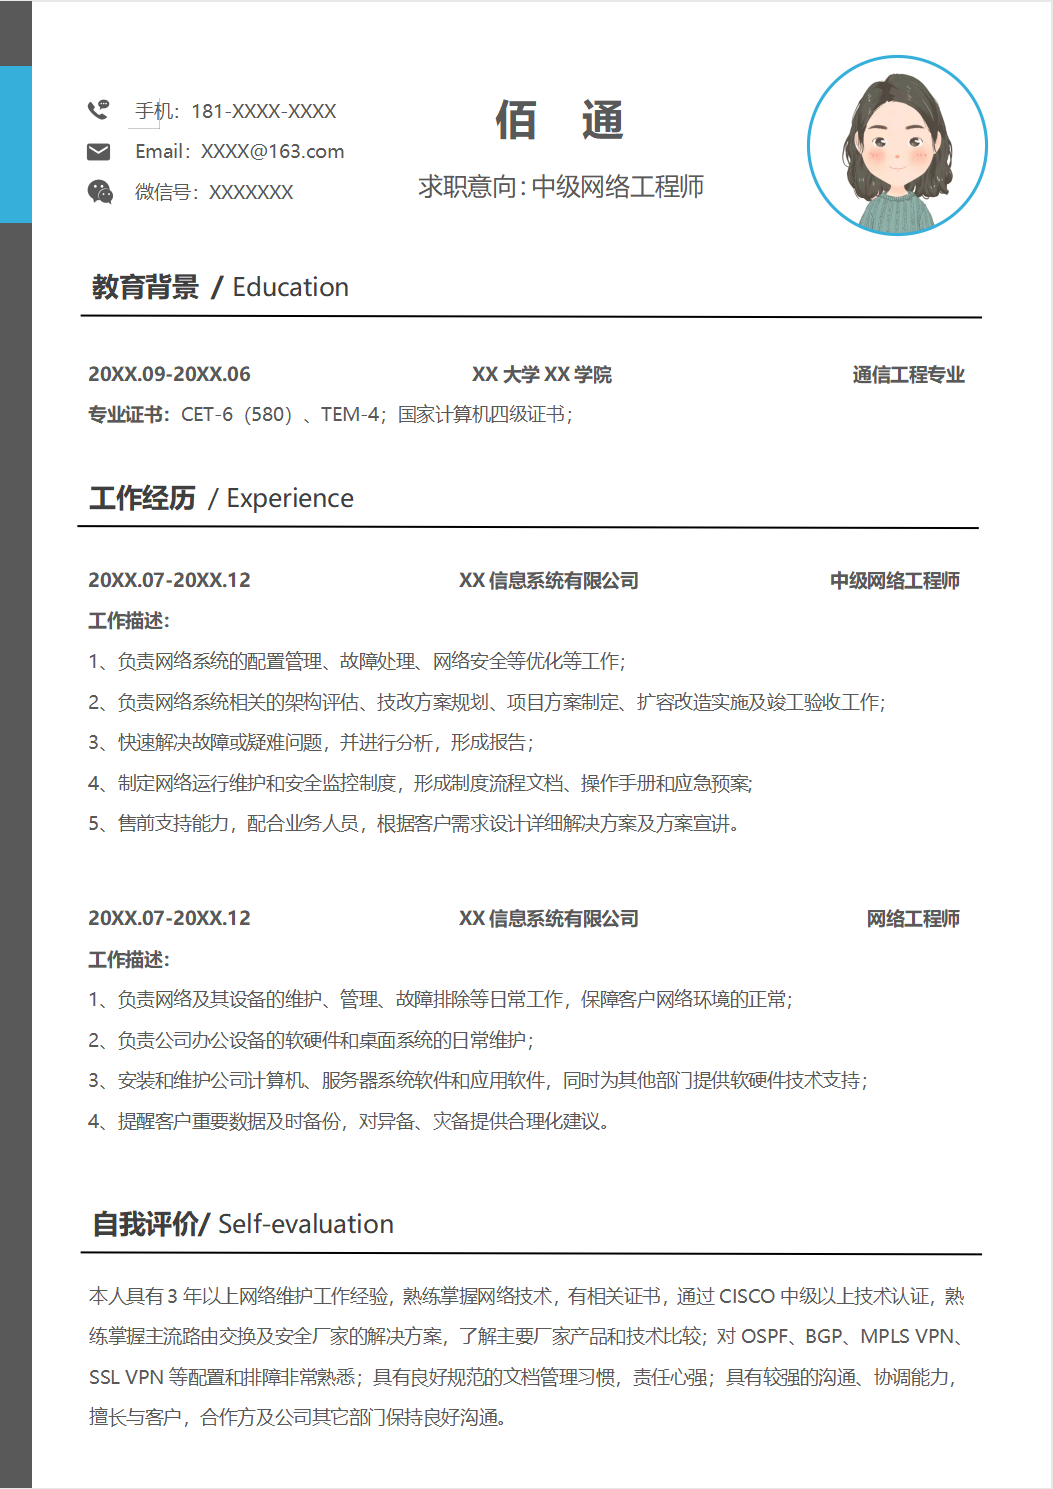 手机：181-XXXX-XXXX
Email：XXXX@163.com
微信号：XXXXXXX
佰 通
求职意向：中级网络工程师
教育背景 / Education
20XX.09-20XX.06 XX 大学 XX 学院 通信工程专业
专业证书：CET-6（580）、TEM-4；国家计算机四级证书；
工作经历 / Experience
20XX.07-20XX.12 XX 信息系统有限公司 中级网络工程师
工作描述：
1、负责网络系统的配置管理、故障处理、网络安全等优化等工作；
2、负责网络系统相关的架构评估、技改方案规划、项目方案制定、扩容改造实施及竣工验收工作；
3、快速解决故障或疑难问题，并进行分析，形成报告；
4、制定网络运行维护和安全监控制度，形成制度流程文档、操作手册和应急预案;
5、售前支持能力，配合业务人员，根据客户需求设计详细解决方案及方案宣讲。
20XX.07-20XX.12 XX 信息系统有限公司 网络工程师
工作描述：
1、负责网络及其设备的维护、管理、故障排除等日常工作，保障客户网络环境的正常；
2、负责公司办公设备的软硬件和桌面系统的日常维护；
3、安装和维护公司计算机、服务器系统软件和应用软件，同时为其他部门提供软硬件技术支持；
4、提醒客户重要数据及时备份，对异备、灾备提供合理化建议。
自我评价/ Self-evaluation
本人具有 3 年以上网络维护工作经验，熟练掌握网络技术，有相关证书，通过 CISCO 中级以上技术认证，熟
练掌握主流路由交换及安全厂家的解决方案，了解主要厂家产品和技术比较；对 OSPF、BGP、MPLS VPN、
SSL VPN 等配置和排障非常熟悉；具有良好规范的文档管理习惯，责任心强；具有较强的沟通、协调能力，
擅长与客户，合作方及公司其它部门保持良好沟通。